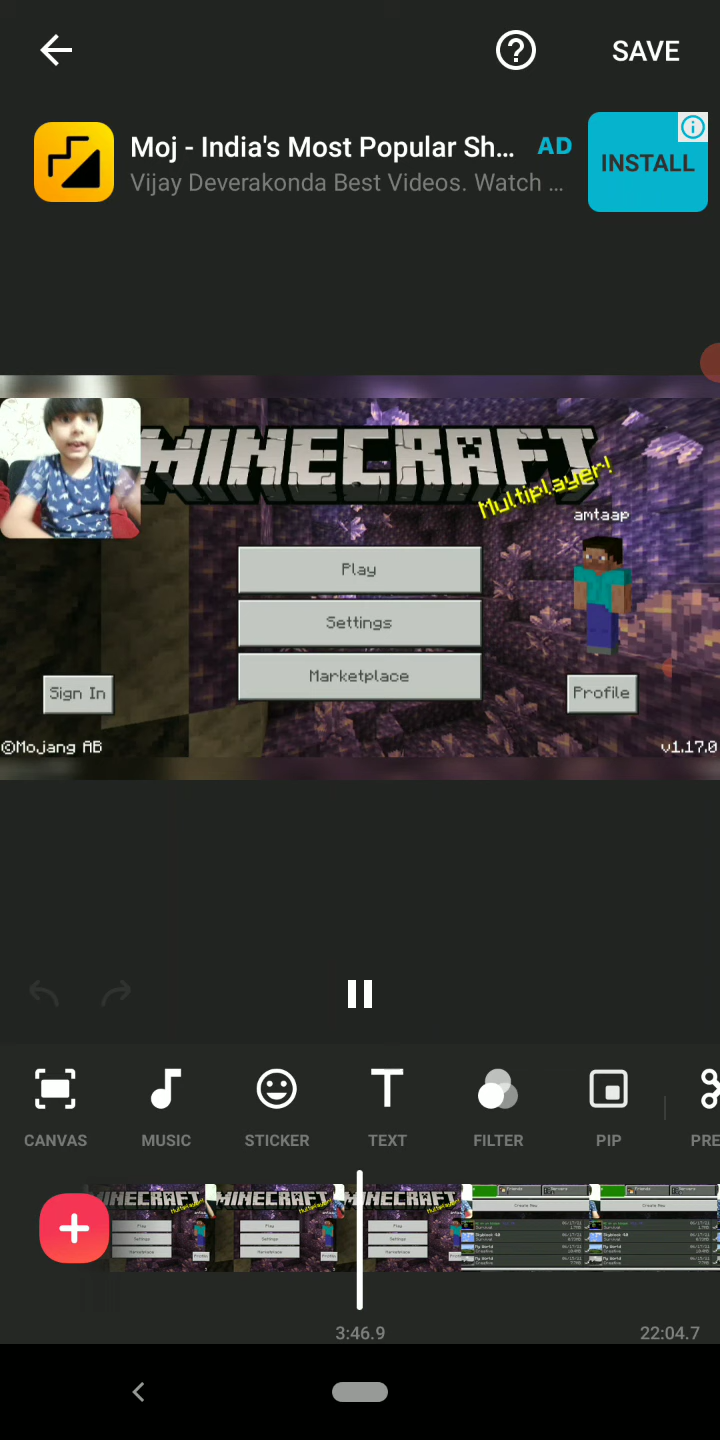 SAVE
Moj - India's Most Popular Sh... AD
Vijay Deverakonda Best Videos. Watch ...
INSTALL
MINECRAFT
Multiplayer!
amtaap
Play
Settings
Marketplace
Sign In
Profile
©Mojang AB
v1.17.0
CANVAS
MUSIC
STICKER
TEXT
FILTER
PIP
PRE
3:46.9
22:04.7